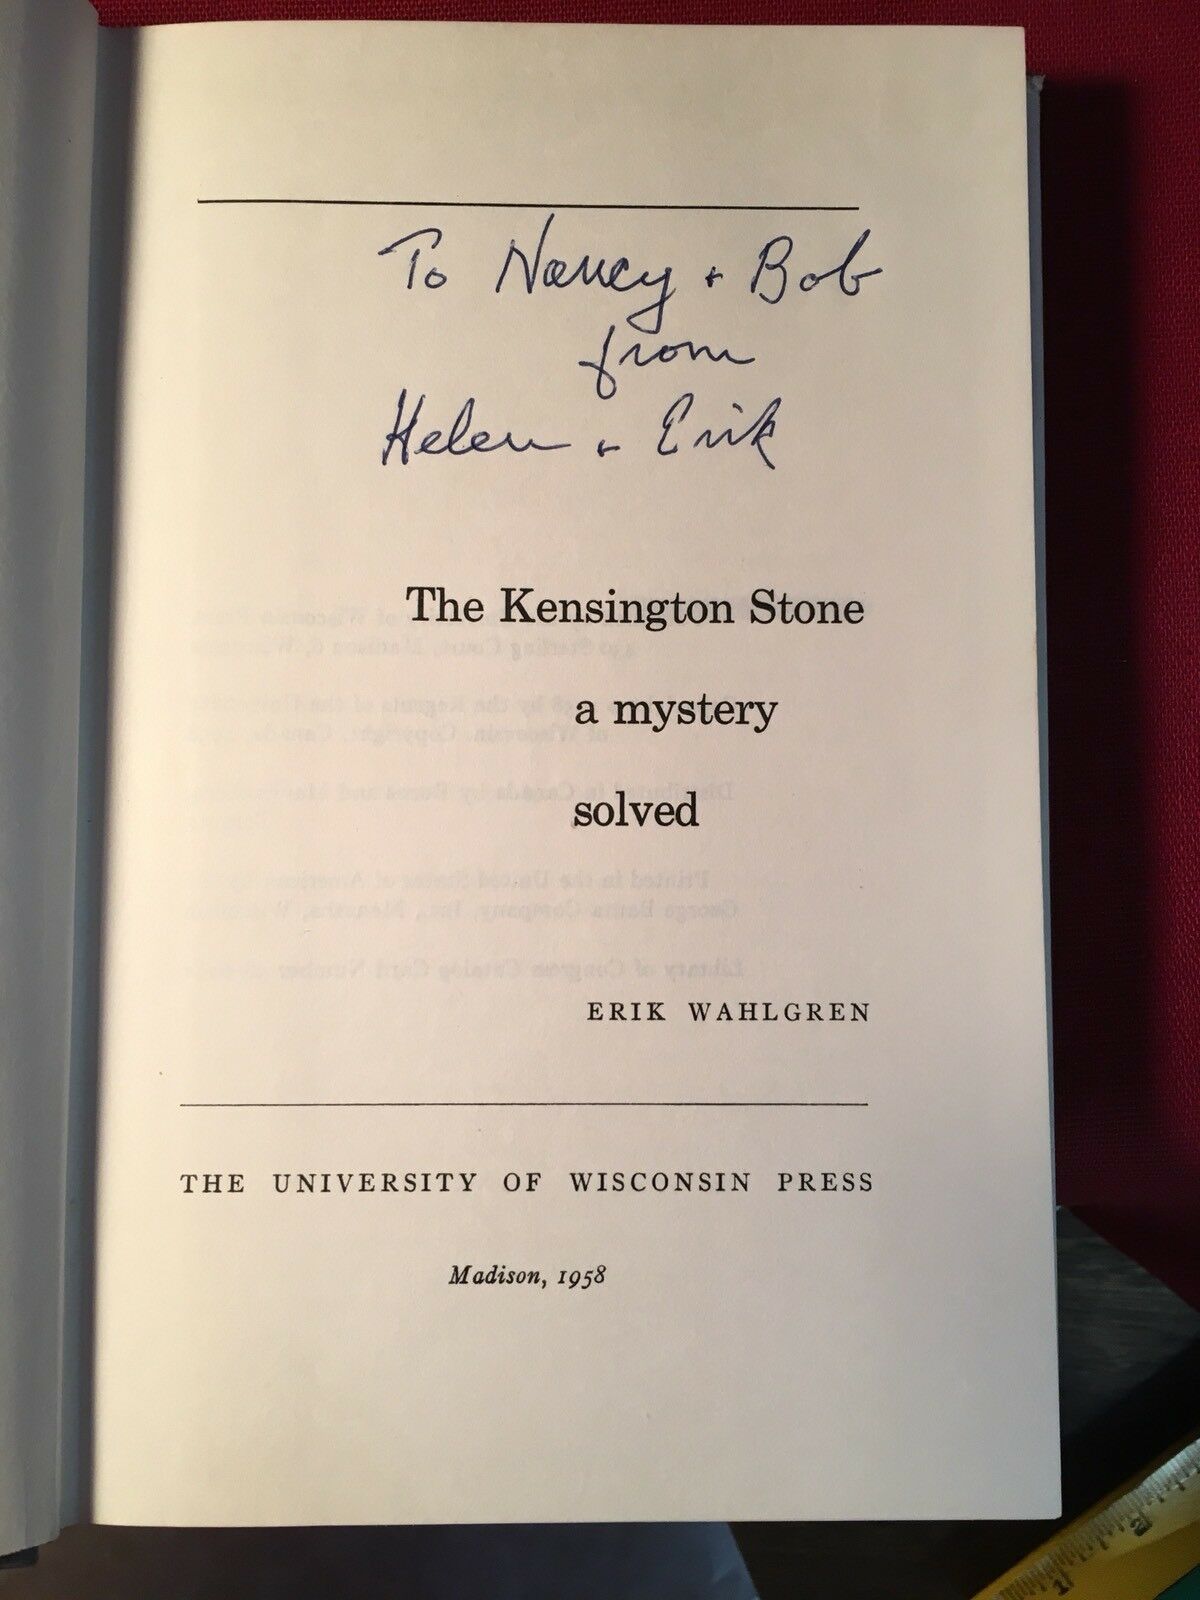 To Nancy + Bob
from
Helen + Erik
The Kensington Stone
a mystery
solved
ERIK WAHLGREN
THE UNIVERSITY OF WISCONSIN PRESS
Madison, 1958